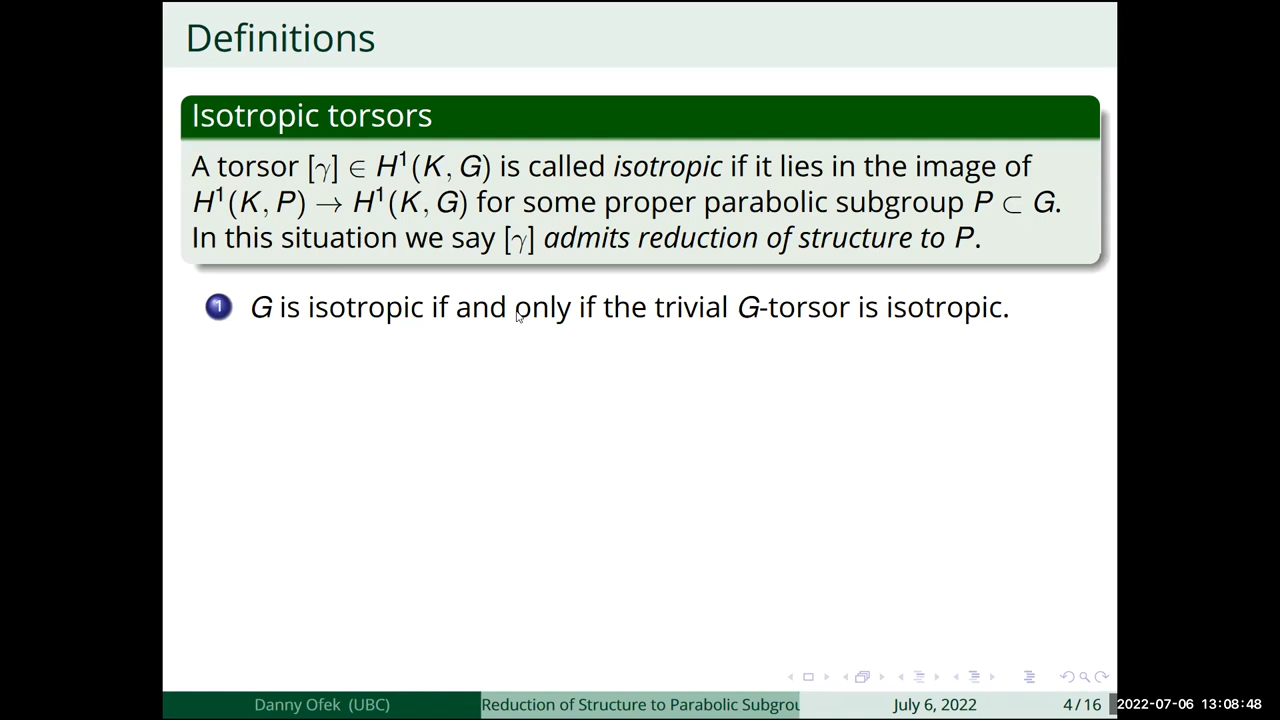 Definitions
Isotropic torsors
A torsor [γ] ∈ H¹(K, G) is called isotropic if it lies in the image of
H¹(K, P) → H¹(K, G) for some proper parabolic subgroup P ⊂ G.
In this situation we say [γ] admits reduction of structure to P.
1 G is isotropic if and only if the trivial G-torsor is isotropic.
Danny Ofek (UBC) Reduction of Structure to Parabolic Subgrou July 6, 2022 4 / 16 2022-07-06 13:08:48